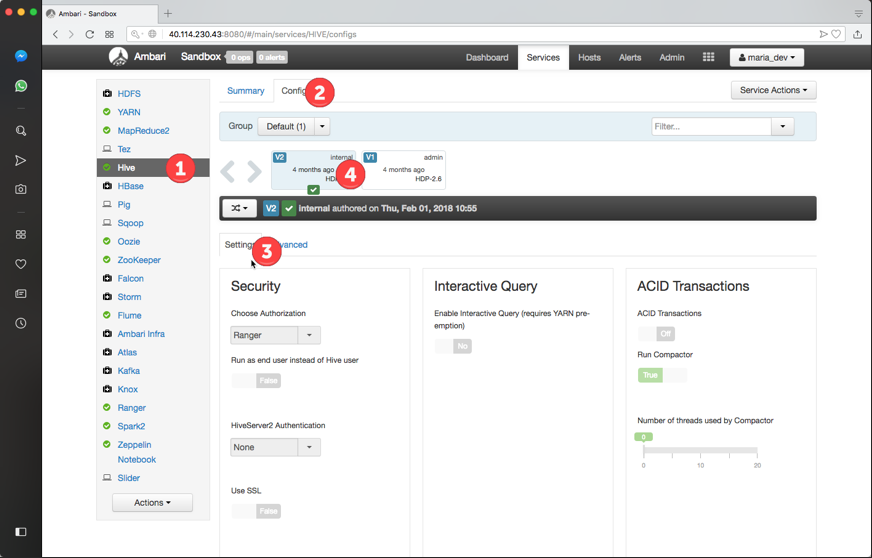 Ambari - Sandbox
40.114.230.43:8080/#/main/services/HIVE/configs
Ambari Sandbox 0 ops 0 alerts Dashboard Services Hosts Alerts Admin maria_dev
HDFS
YARN
MapReduce2
Tez
Hive
HBase
Pig
Sqoop
Oozie
ZooKeeper
Falcon
Storm
Flume
Ambari Infra
Atlas
Kafka
Knox
Ranger
Spark2
Zeppelin
Notebook
Slider
Actions
1
Summary
2
Service Actions
Group Default (1) Filter...
V2 internal
4 months ago
4
V1 admin
4 months ago
HDP-2.6
V2 internal authored on Thu, Feb 01, 2018 10:55
3
Security
Choose Authorization
Ranger
Run as end user instead of Hive user
False
HiveServer2 Authentication
None
Use SSL
False
Interactive Query
Enable Interactive Query (requires YARN pre-
emption)
No
ACID Transactions
ACID Transactions
Off
Run Compactor
True
Number of threads used by Compactor
0
0 10 20